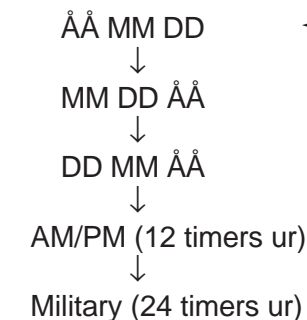 ÅÅ MM DD
↓
MM DD ÅÅ
↓
DD MM ÅÅ
↓
AM/PM (12 timers ur)
↓
Military (24 timers ur)